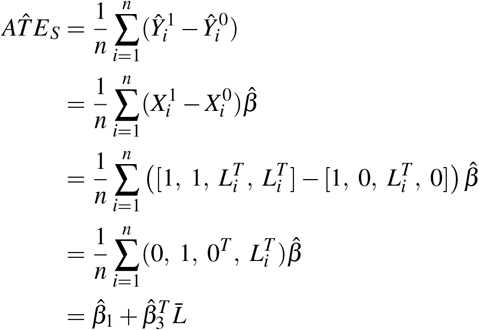 AT̂E_S = 1/n ∑_{i=1}^{n} (Ŷ_i^1 − Ŷ_i^0)
= 1/n ∑_{i=1}^{n} (X_i^1 − X_i^0) β̂
= 1/n ∑_{i=1}^{n} ([1, 1, L_i^T, L_i^T] − [1, 0, L_i^T, 0]) β̂
= 1/n ∑_{i=1}^{n} (0, 1, 0^T, L_i^T) β̂
= β̂_1 + β̂_3^T L̄